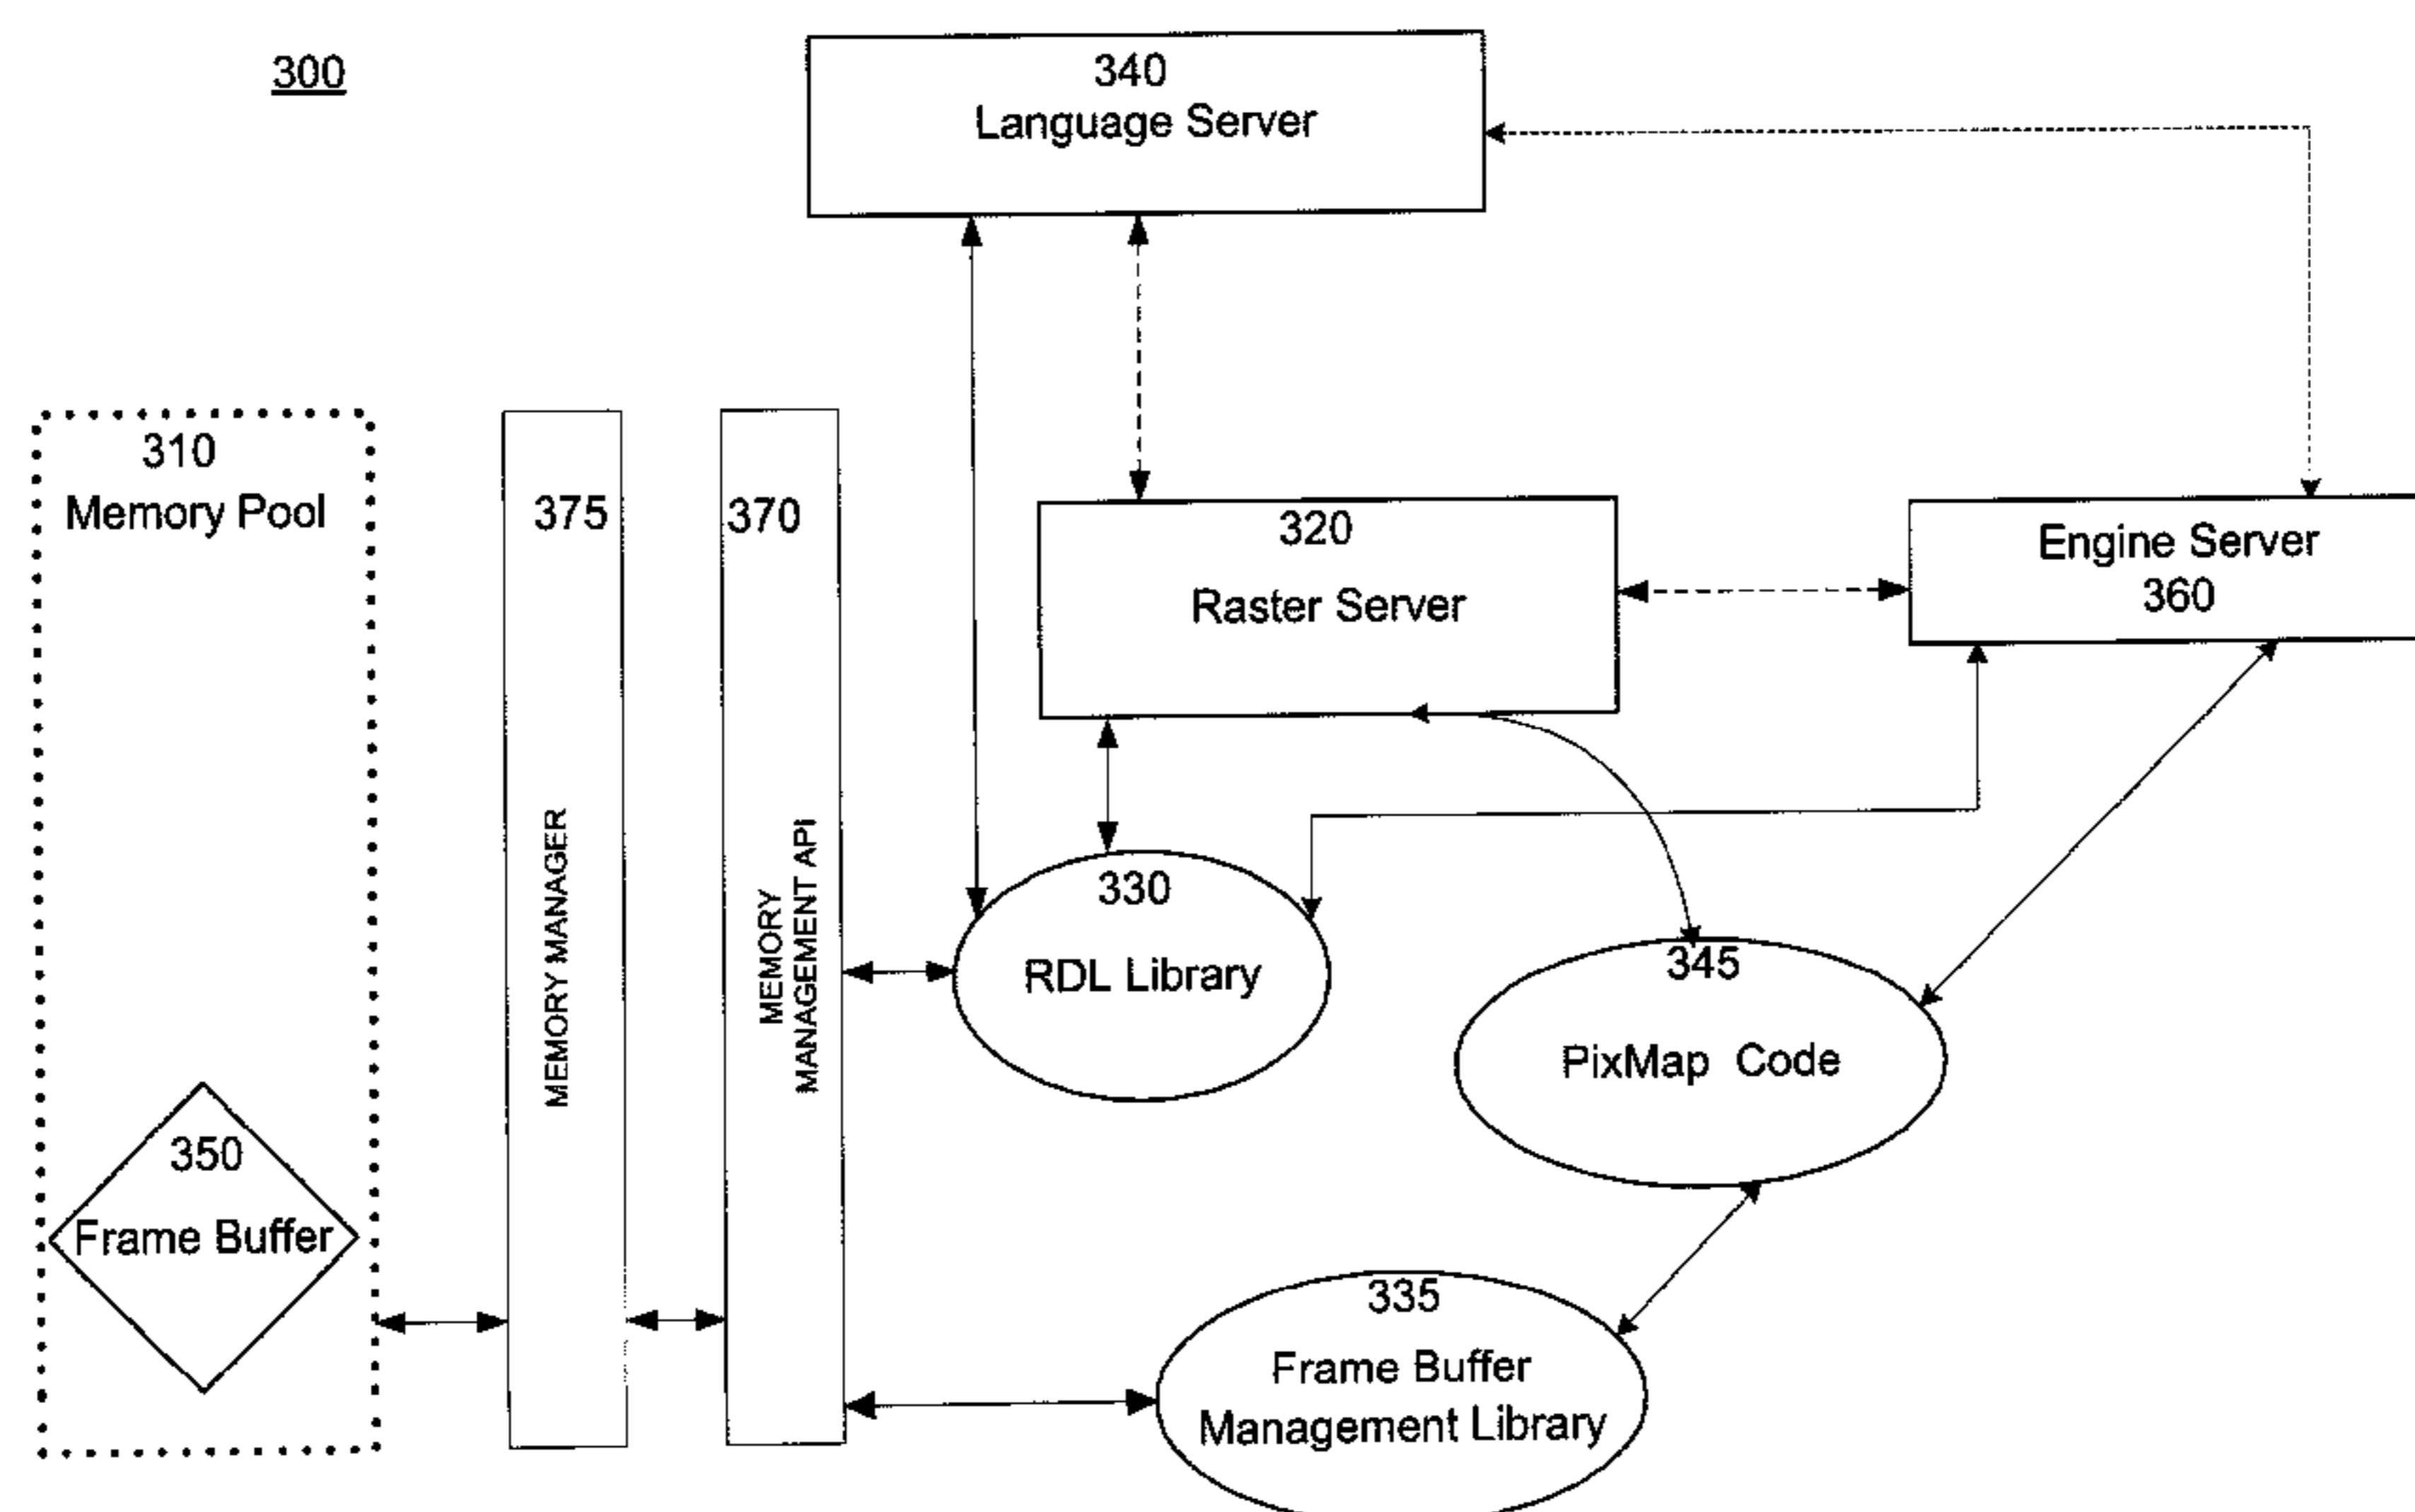 300
340
Language Server
310
Memory Pool
375
370
320
Raster Server
Engine Server
360
MEMORY MANAGER
MEMORY
MANAGEMENT API
330
RDL Library
345
PixMap Code
350
Frame Buffer
335
Frame Buffer
Management Library